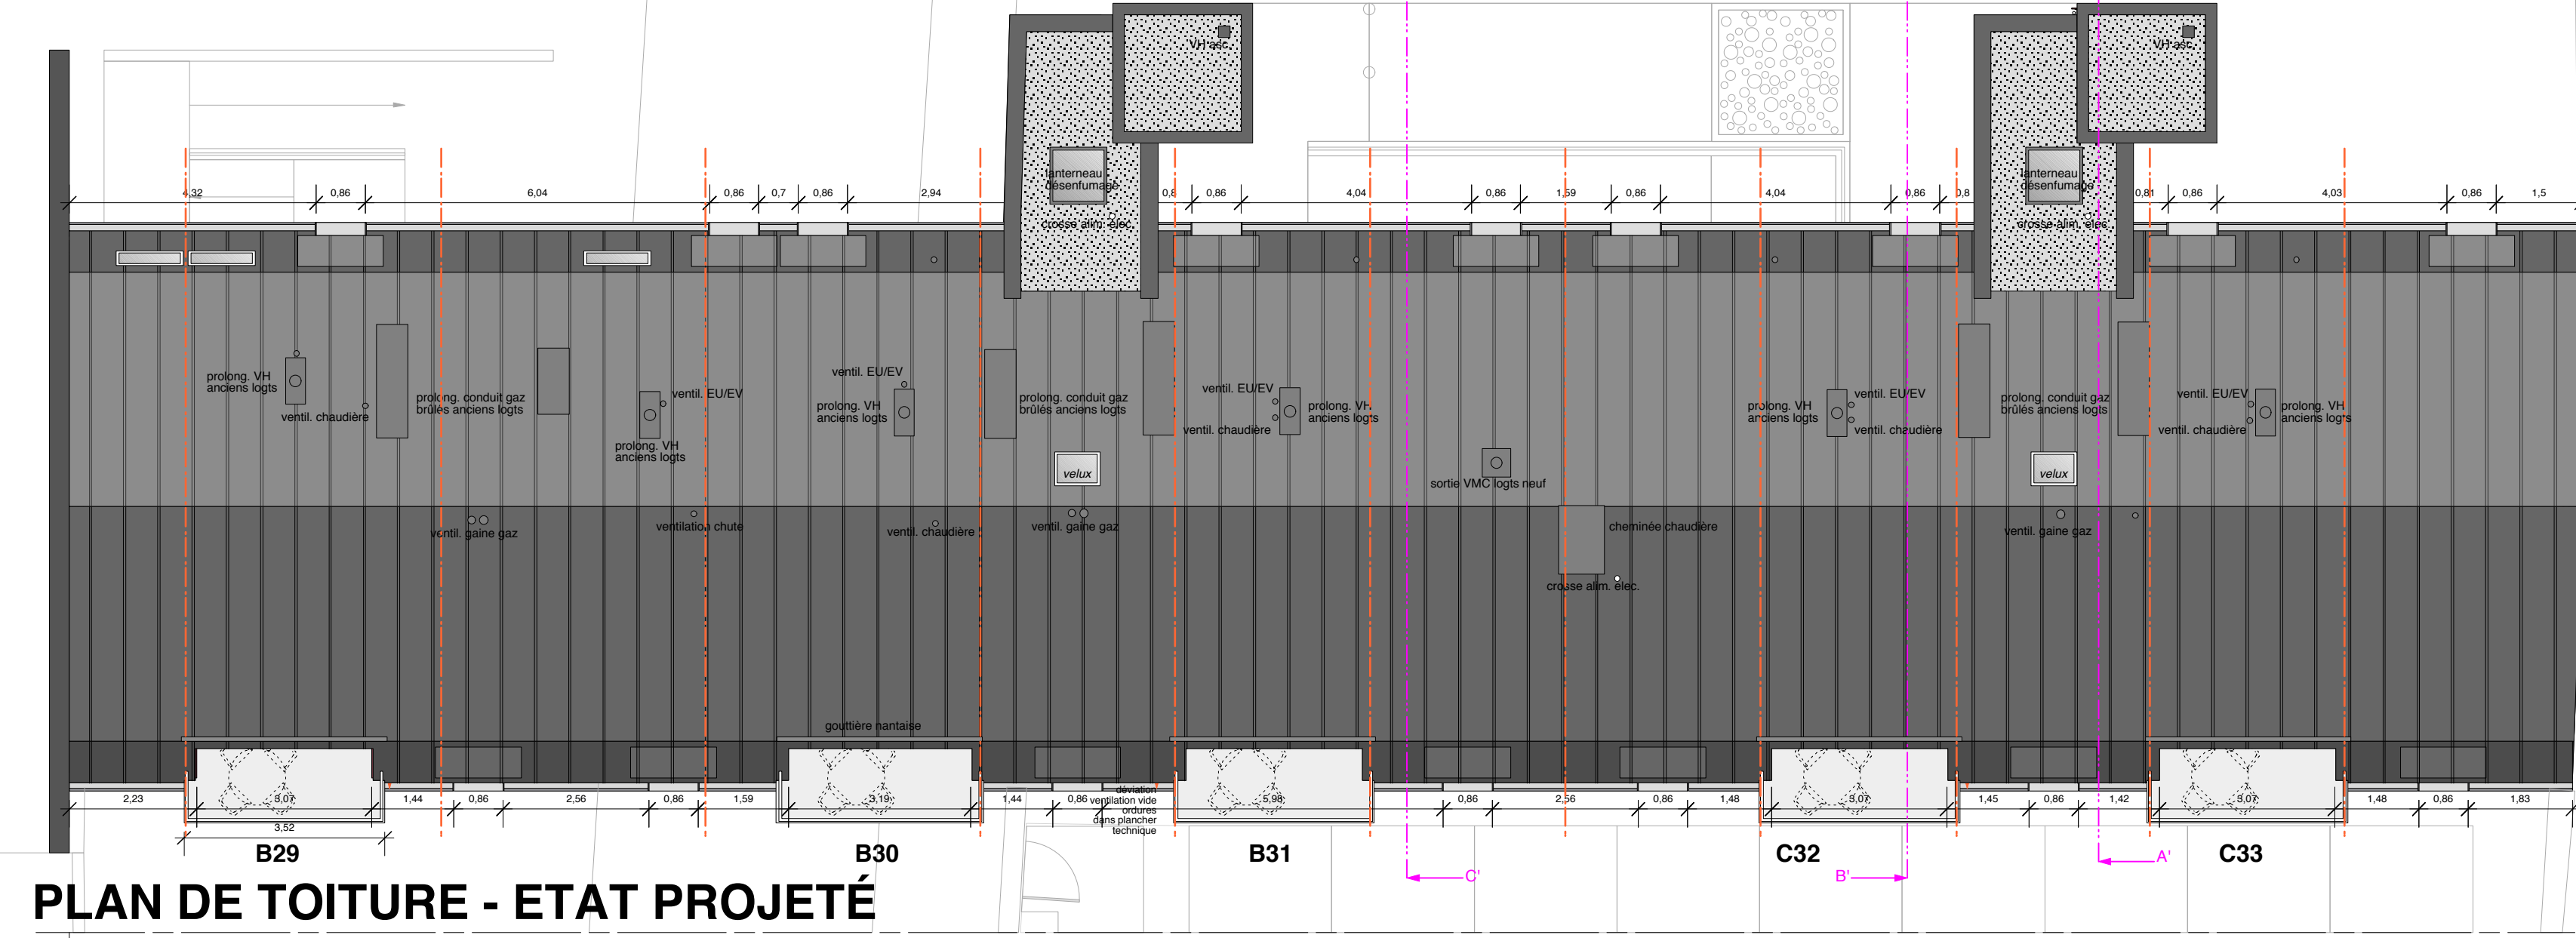 VH asc.
VH asc.
lanterneau
désenfumage
lanterneau
désenfumage
4,32
0,86
6,04
0,86
0,7
0,86
2,94
0,8
0,86
4,04
0,86
1,59
0,86
4,04
0,86
0,8
0,81
0,86
4,03
0,86
1,5
crosse alim. élec.
crosse alim. élec.
prolong. VH
anciens logts
ventil. chaudière
prolong. conduit gaz
brûlés anciens logts
ventil. EU/EV
prolong. VH
anciens logts
ventil. EU/EV
prolong. VH
anciens logts
prolong. conduit gaz
brûlés anciens logts
ventil. EU/EV
ventil. chaudière
prolong. VH
anciens logts
prolong. VH
anciens logts
ventil. EU/EV
ventil. chaudière
prolong. conduit gaz
brûlés anciens logts
ventil. EU/EV
ventil. chaudière
prolong. VH
anciens logts
velux
sortie VMC logts neuf
velux
ventil. gaine gaz
ventilation chute
ventil. chaudière
ventil. gaine gaz
cheminée chaudière
ventil. gaine gaz
crosse alim. élec.
gouttière nantaise
2,23
3,07
1,44
0,86
2,56
0,86
1,59
3,19
1,44
0,86
déviation
ventilation vide
ordures
dans plancher
technique
5,98
0,86
2,56
0,86
1,48
3,07
1,45
0,86
1,42
3,07
1,48
0,86
1,83
3,52
B29
B30
B31
C32
C33
C'
B'
A'
PLAN DE TOITURE - ETAT PROJETÉ